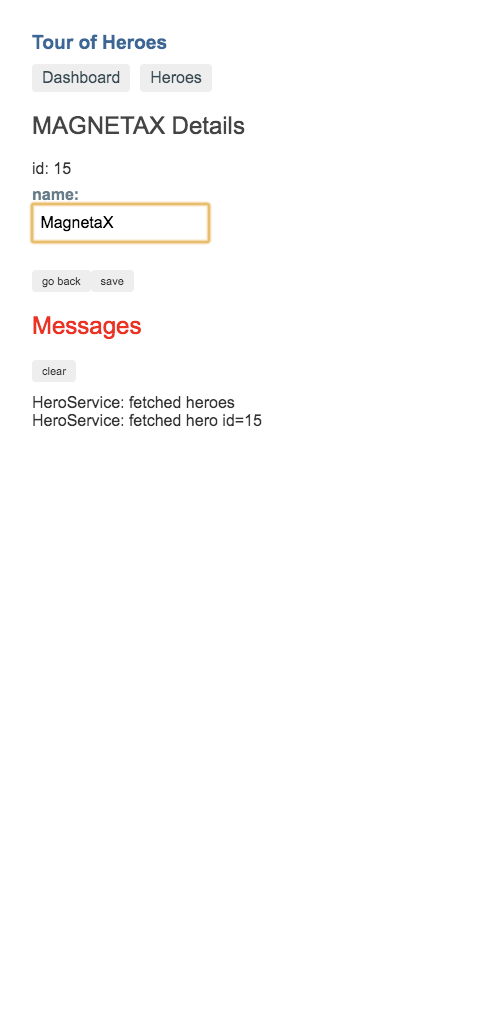 Tour of Heroes
Dashboard Heroes
MAGNETAX Details
id: 15
name:
MagnetaX
go back save
Messages
clear
HeroService: fetched heroes
HeroService: fetched hero id=15